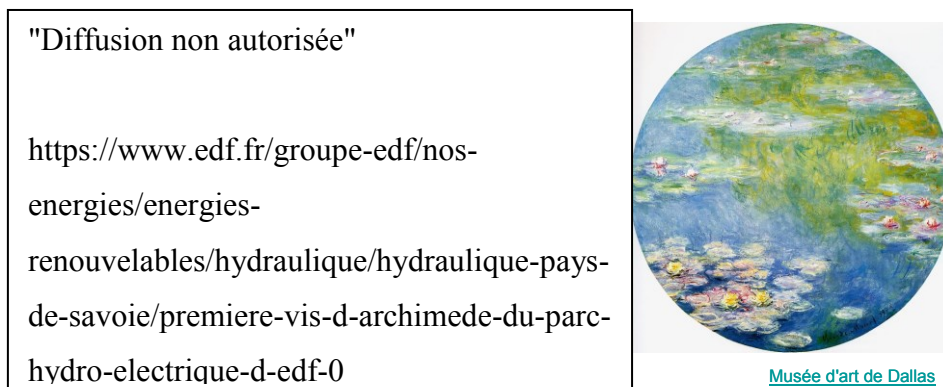 "Diffusion non autorisée"
https://www.edf.fr/groupe-edf/nos-
energies/energies-
renouvelables/hydraulique/hydraulique-pays-
de-savoie/premiere-vis-d-archimede-du-parc-
hydro-electrique-d-edf-0
Musée d'art de Dallas